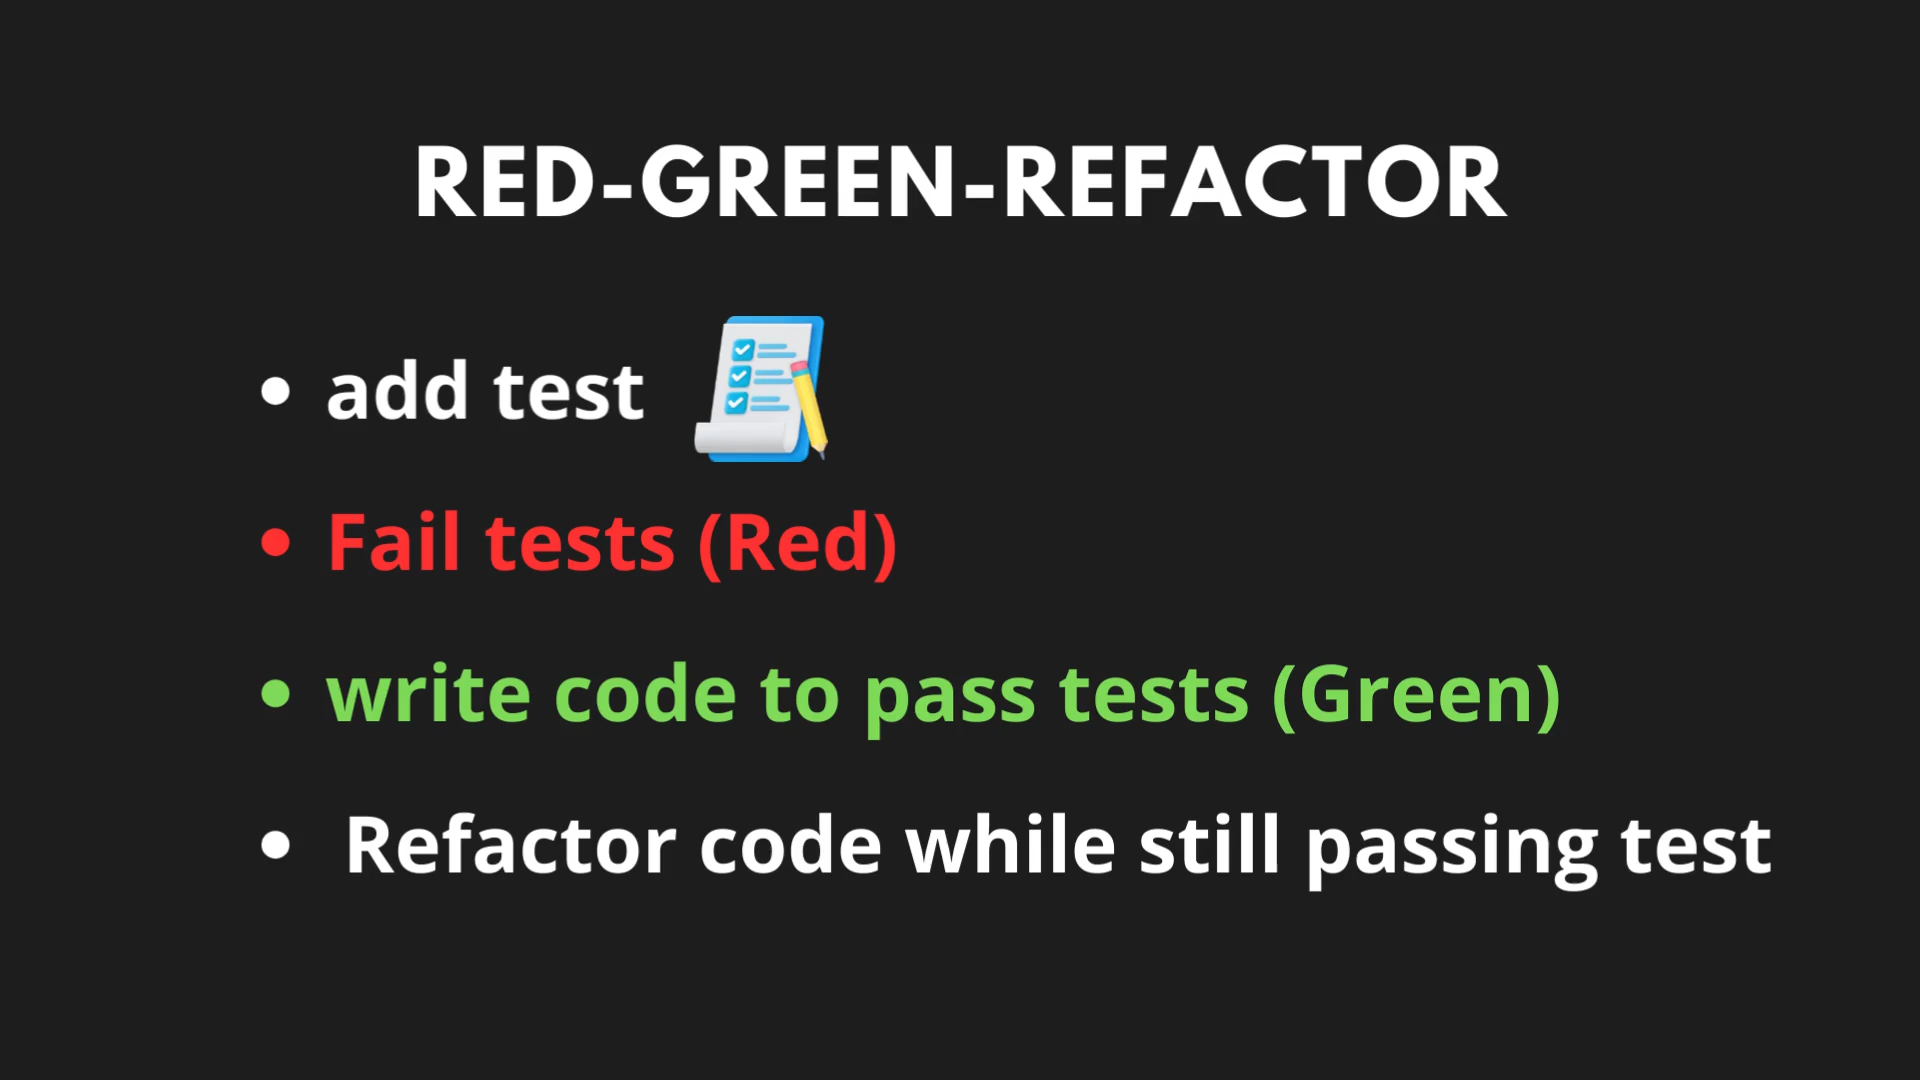 RED-GREEN-REFACTOR
• add test
• Fail tests (Red)
• write code to pass tests (Green)
• Refactor code while still passing test